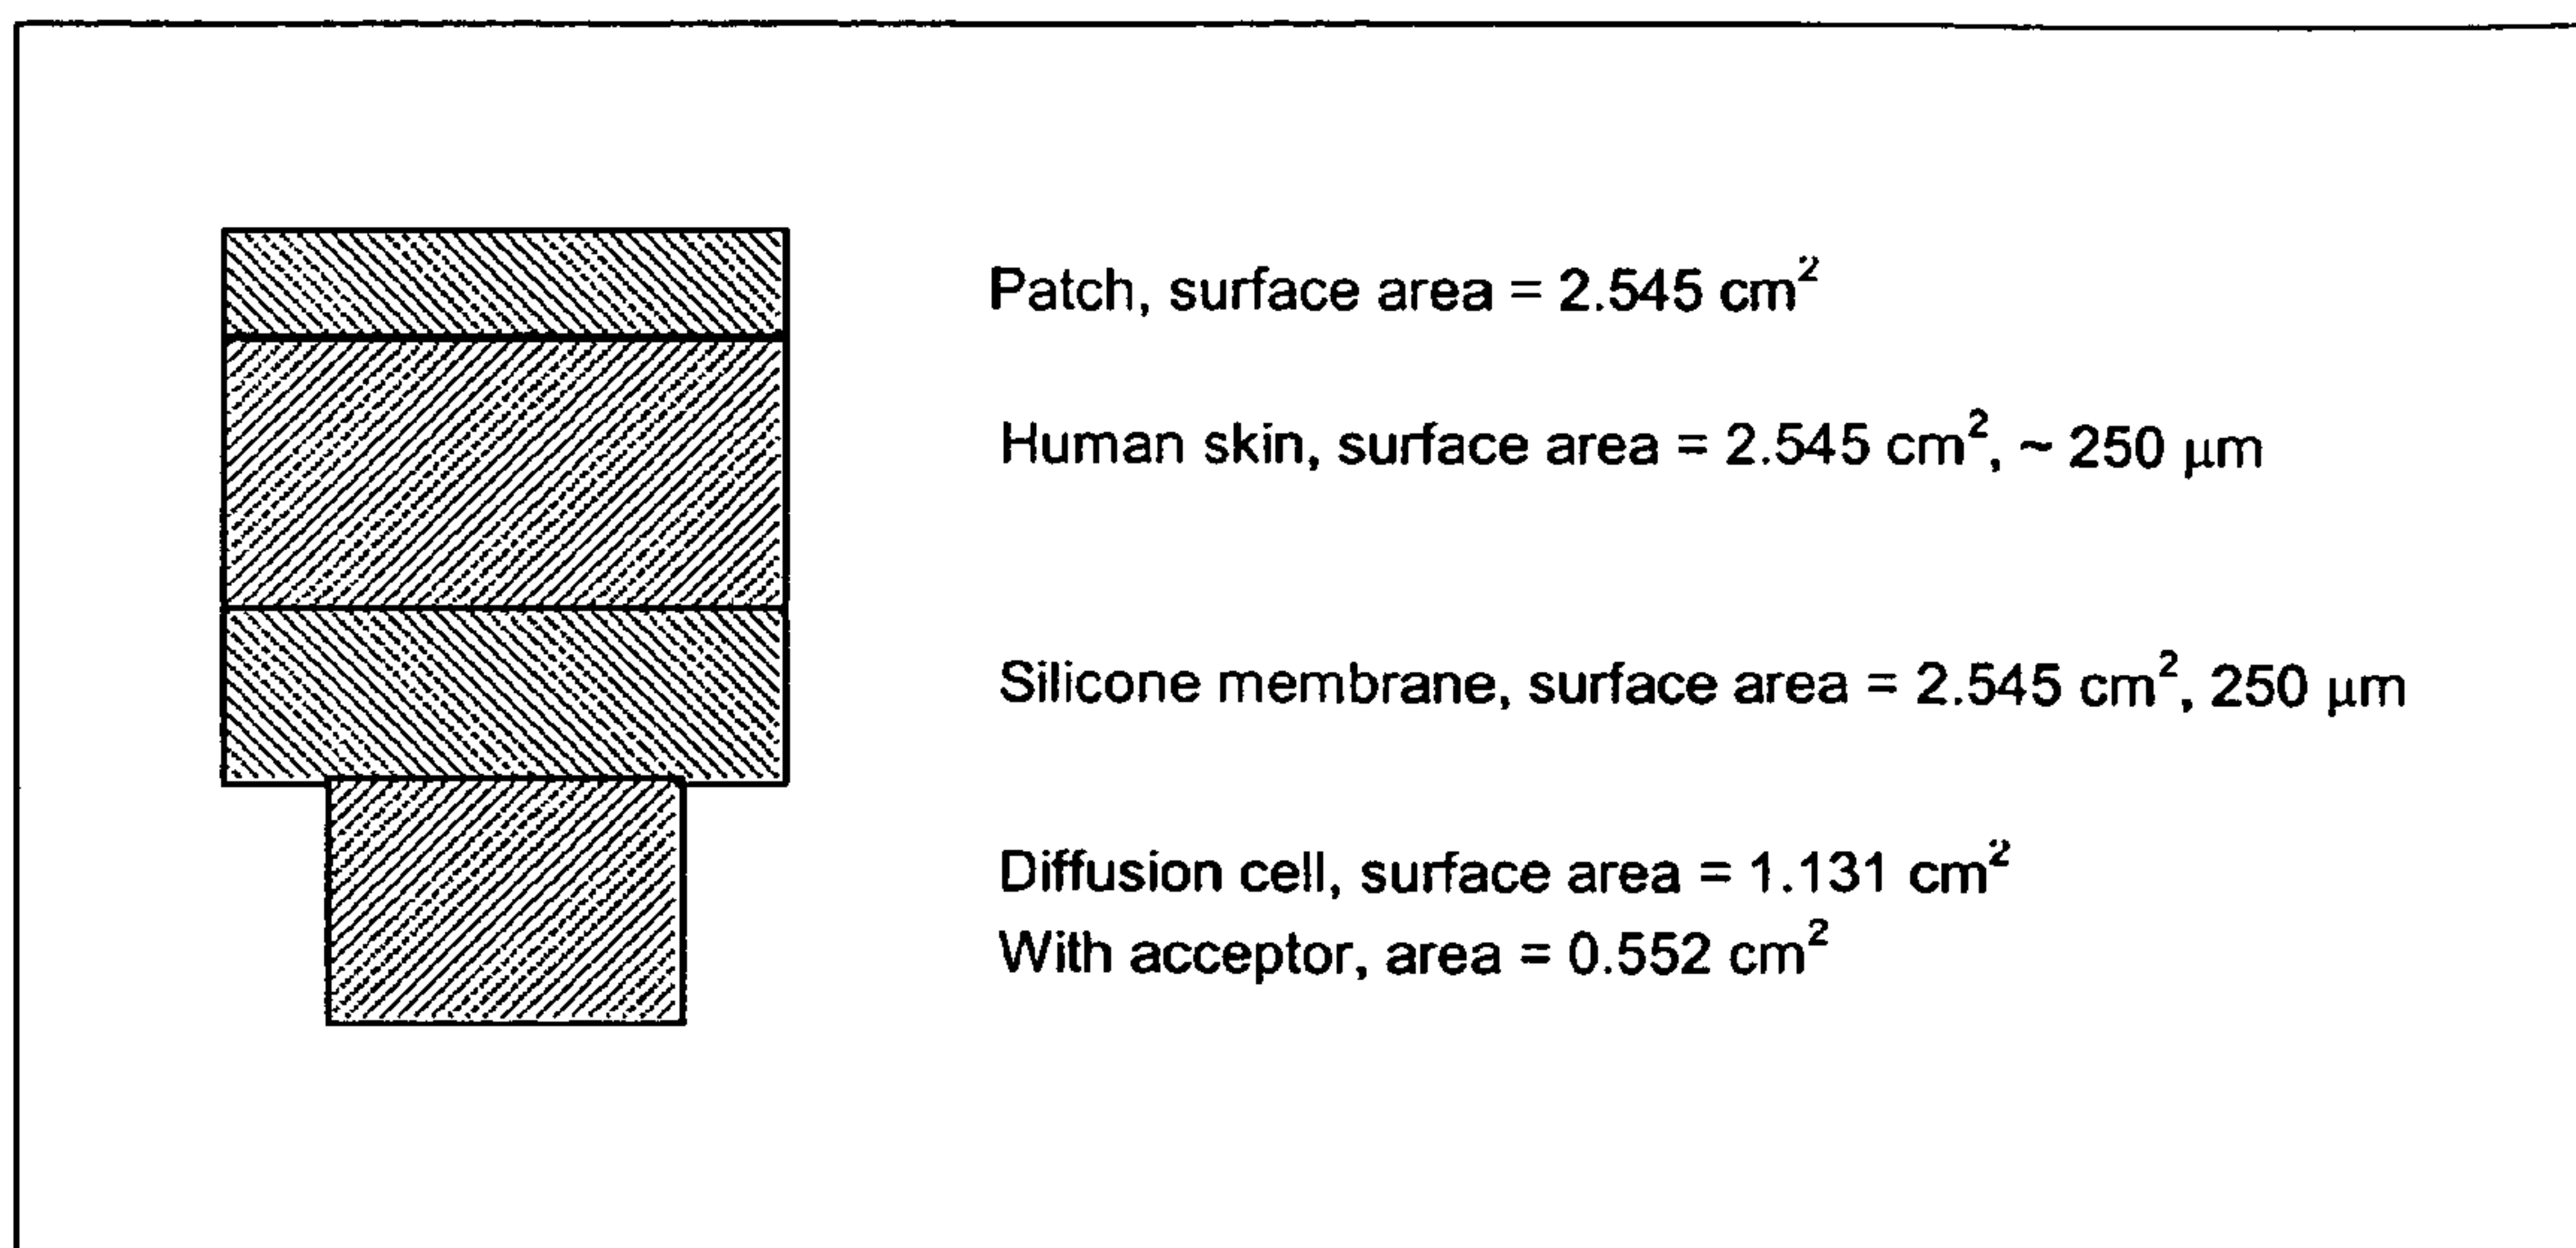 Patch, surface area = 2.545 cm²
Human skin, surface area = 2.545 cm², ~ 250 μm
Silicone membrane, surface area = 2.545 cm², 250 μm
Diffusion cell, surface area = 1.131 cm²
With acceptor, area = 0.552 cm²